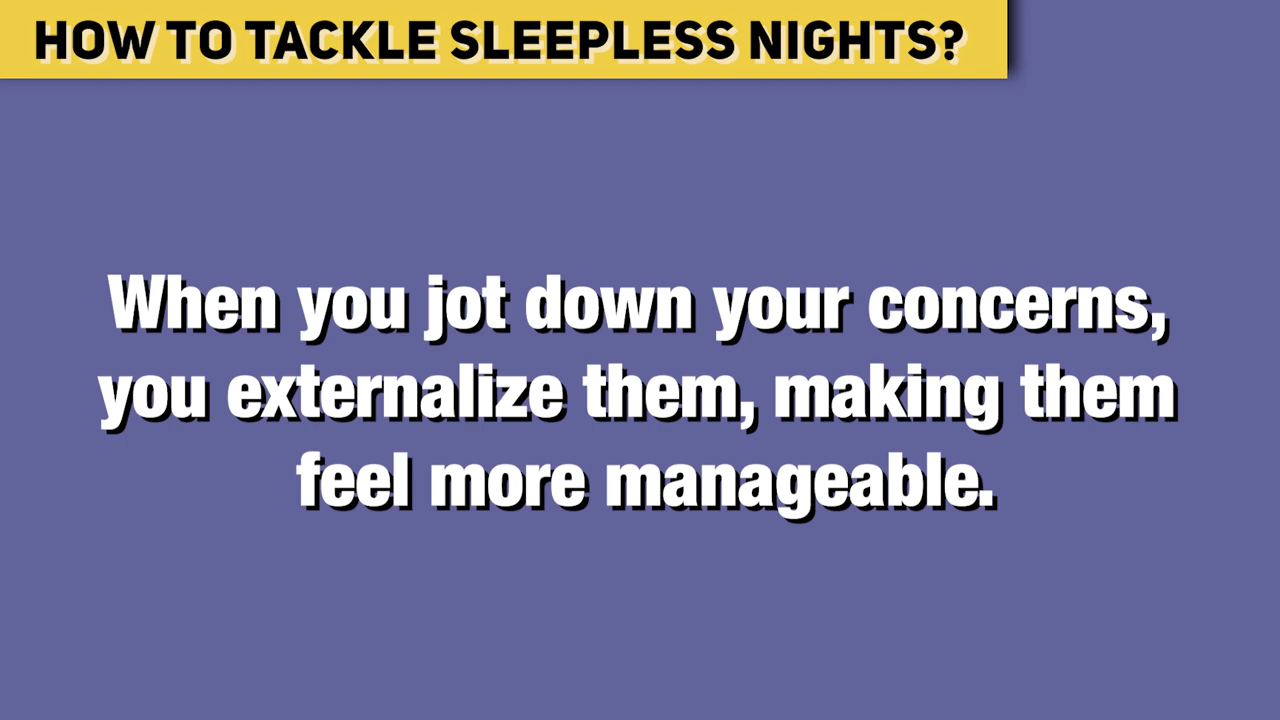 HOW TO TACKLE SLEEPLESS NIGHTS?
When you jot down your concerns,
you externalize them, making them
feel more manageable.